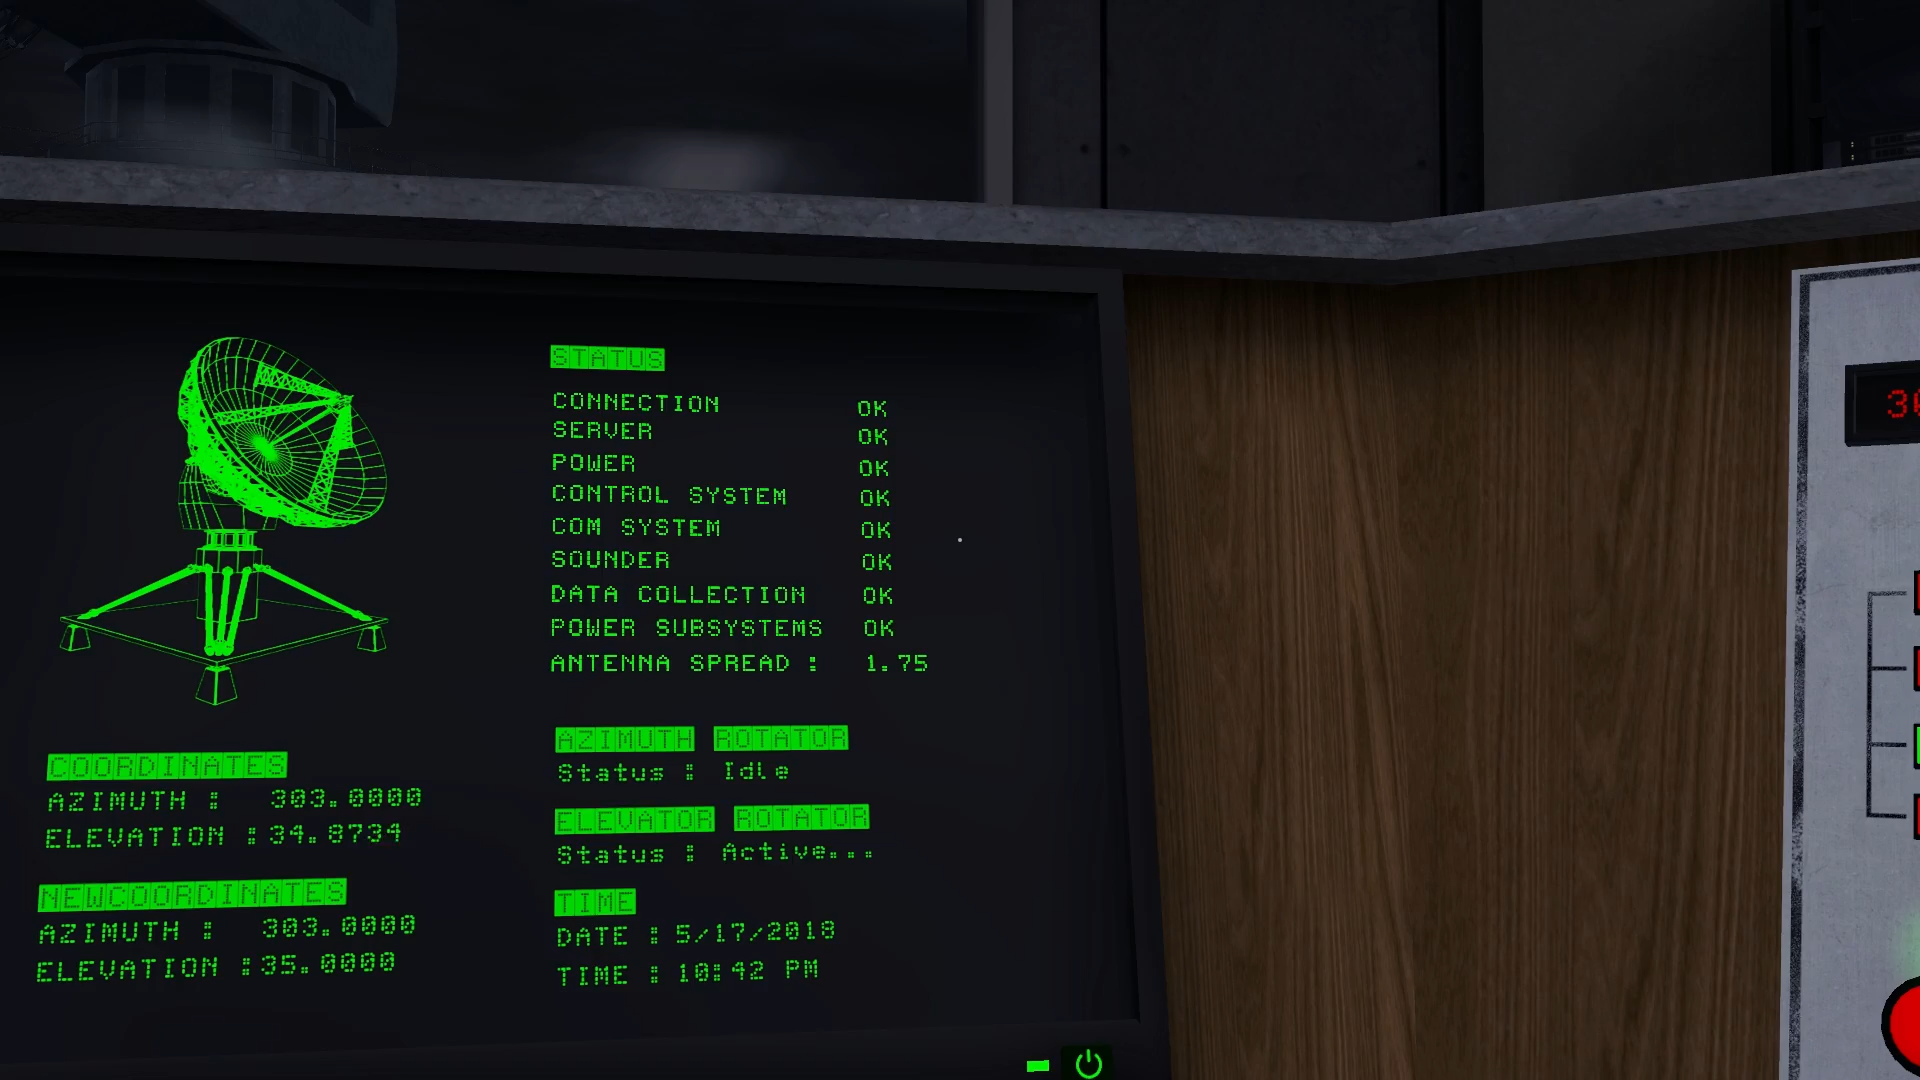 STATUS
CONNECTION OK
SERVER OK
POWER OK
CONTROL SYSTEM OK
COM SYSTEM OK
SOUNDER OK
DATA COLLECTION OK
POWER SUBSYSTEMS OK
ANTENNA SPREAD : 1.75
AZIMUTH ROTATOR
Status : Idle
ELEVATOR ROTATOR
Status : Active...
TIME
DATE : 5/17/2018
TIME : 10:42 PM
COORDINATES
AZIMUTH : 303.0000
ELEVATION :34.8734
NEWCOORDINATES
AZIMUTH : 303.0000
ELEVATION :35.0000